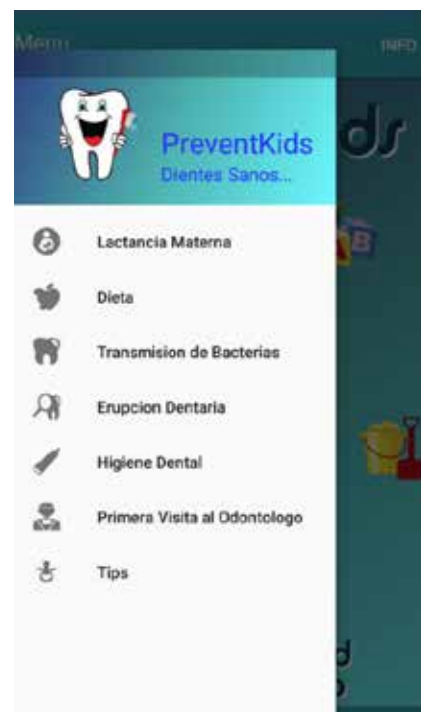 Menu
INFO
PreventKids
Dientes Sanos...
ds
A B
Lactancia Materna
Dieta
Transmision de Bacterias
Erupcion Dentaria
Higiene Dental
Primera Visita al Odontologo
Tips
d